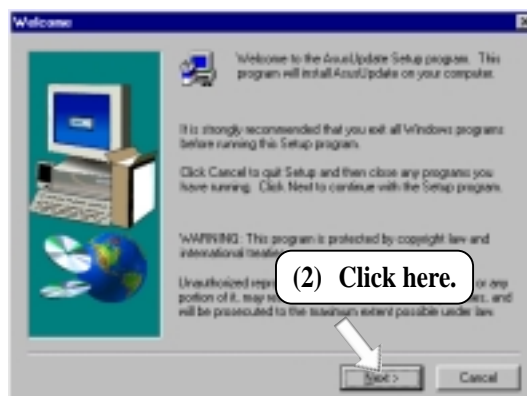 Welcome
Welcome to the AsusUpdate Setup program. This
program will install AsusUpdate on your computer.
It is strongly recommended that you exit all Windows programs
before running this Setup program.
Click Cancel to quit Setup and then close any programs you
have running. Click Next to continue with the Setup program.
WARNING: This program is protected by copyright law and
international
Unauthorized or any
portion of it, may and
will be prosecuted to the maximum extent possible under law.
(2) Click here.
Next >
Cancel